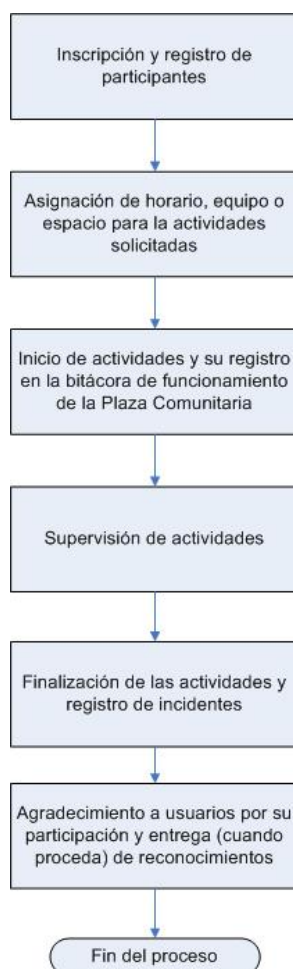 Inscripción y registro de
participantes
Asignación de horario, equipo o
espacio para la actividades
solicitadas
Inicio de actividades y su registro
en la bitácora de funcionamiento
de la Plaza Comunitaria
Supervisión de actividades
Finalización de las actividades y
registro de incidentes
Agradecimiento a usuarios por su
participación y entrega (cuando
proceda) de reconocimientos
Fin del proceso